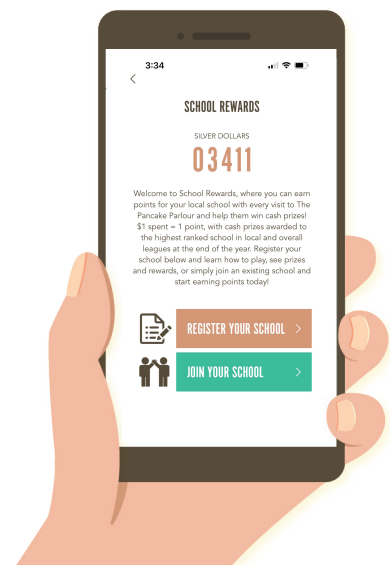 3:34
SCHOOL REWARDS
SILVER DOLLARS
03411
Welcome to School Rewards, where you can earn
points for your local school with every visit to The
Pancake Parlour and help them win cash prizes!
$1 spent = 1 point, with cash prizes awarded to
the highest ranked school in local and overall
leagues at the end of the year. Register your
school below and learn how to play, see prizes
and rewards, or simply join an existing school and
start earning points today!
REGISTER YOUR SCHOOL
JOIN YOUR SCHOOL